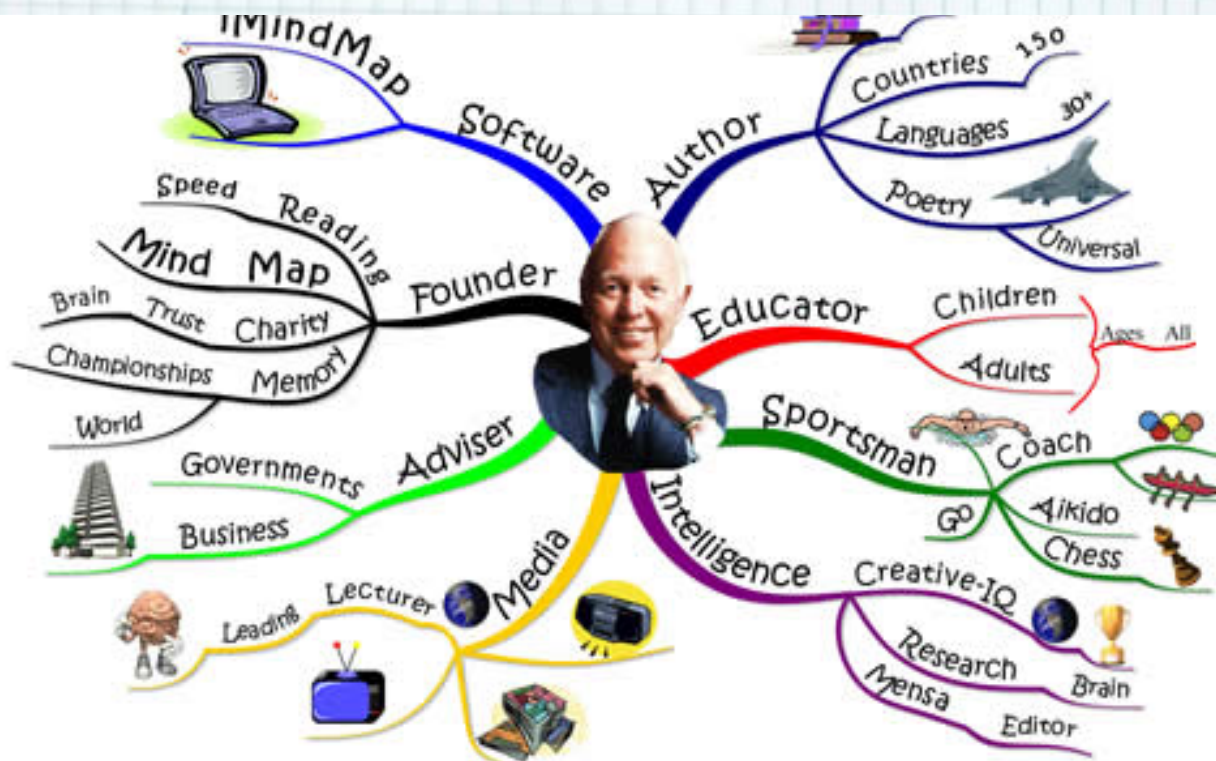 iMindMap
Software
Author
Countries 150
Languages 30+
Poetry
Universal
Speed Reading
Mind Map
Brain Trust Charity
Championships Memory
World
Founder
Educator
Children
Adults
Ages All
Sportsman
Coach
Aikido
Chess
Go
Adviser
Governments
Business
Media
Lecturer
Leading
Intelligence
Creative-IQ
Research Brain
Mensa Editor